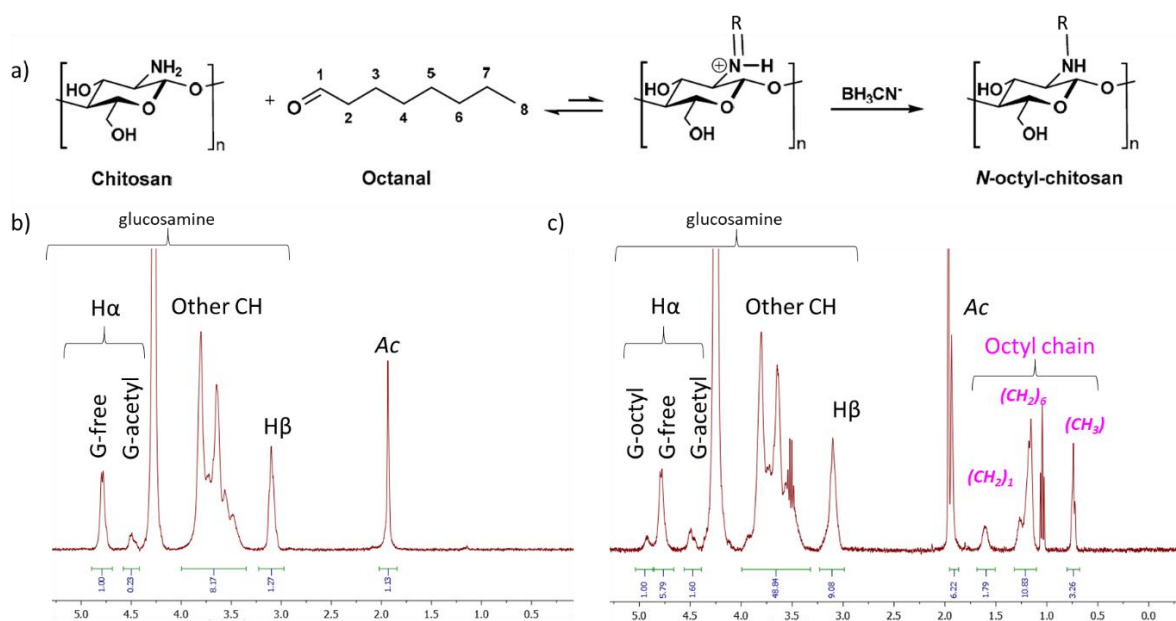 a)
HO
NH₂
O
O
OH
n
Chitosan
+
1
3
5
7
O
2
4
6
8
Octanal
R
⊕N-H
HO
O
O
OH
n
BH₃CN⁻
R
NH
HO
O
O
OH
n
N-octyl-chitosan
b)
glucosamine
Hα
Other CH
G-free
G-acetyl
Hβ
Ac
1.00
0.23
8.17
1.27
1.13
5.0 4.5 4.0 3.5 3.0 2.5 2.0 1.5 1.0 0.5
c)
glucosamine
Hα
Other CH
G-octyl
G-free
G-acetyl
Hβ
Ac
Octyl chain
(CH₂)₆
(CH₃)
(CH₂)₁
1.00
5.79
1.60
48.84
9.08
6.22
1.79
10.83
3.26
5.0 4.5 4.0 3.5 3.0 2.5 2.0 1.5 1.0 0.5 0.0